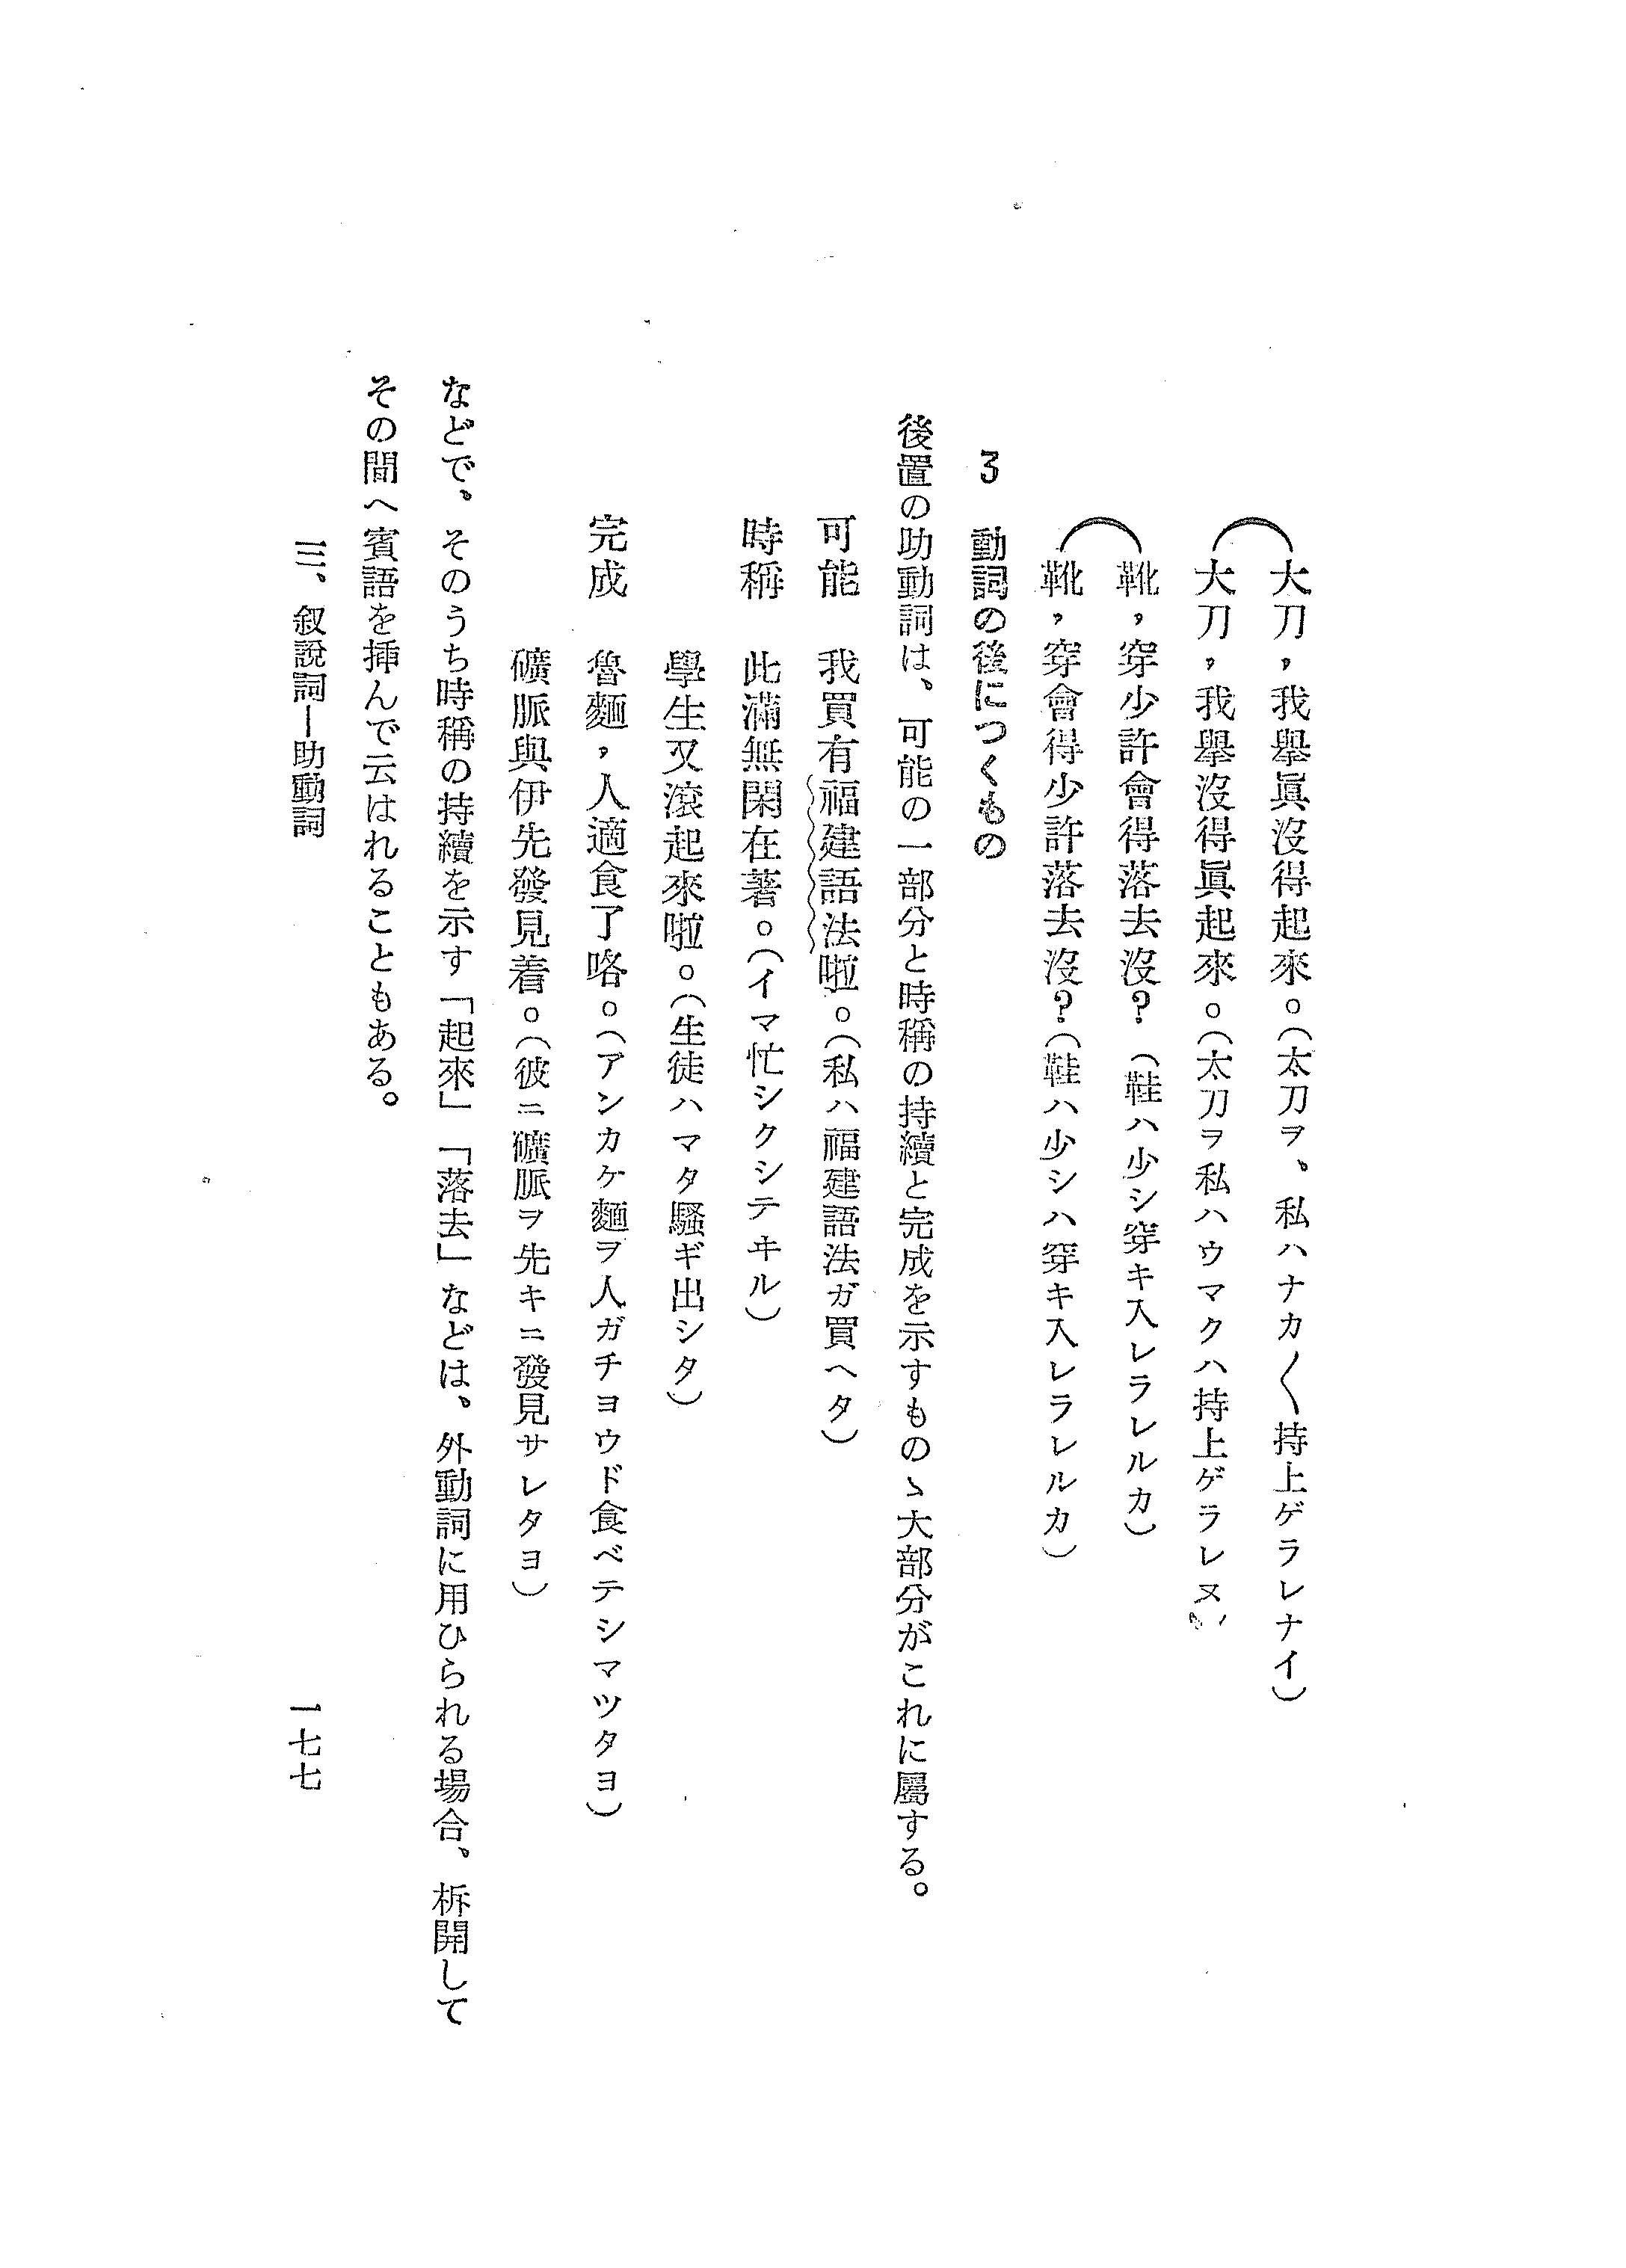 大刀，我擧眞沒得起來。（太刀ヲ、私ハナカ〱持上ゲラレナイ）
大刀，我擧沒得眞起來。（太刀ヲ私ハウマクハ持上ゲラレヌ）
靴，穿少許會得落去沒？（鞋ハ少シ穿キ入レラレルカ）
靴，穿會得少許落去沒？（鞋ハ少シハ穿キ入レラレルカ）
3 動詞の後につくもの
後置の助動詞は、可能の一部分と時稱の持續と完成を示すものゝ大部分がこれに屬する。
可能 我買有福建語法啦。（私ハ福建語法ガ買ヘタ）
時稱 此滿無閑在著。（イマ忙シクシテヰル）
學生又滾起來啦。（生徒ハマタ騷ギ出シタ）
完成 魯麵，人適食了咯。（アンカケ麵ヲ人ガチヨウド食ベテシマツタヨ）
礦脈與伊先發見着。（彼ニ礦脈ヲ先キニ發見サレタヨ）
などで、そのうち時稱の持續を示す「起來」「落去」などは、外動詞に用ひられる場合、柝開して
その間へ賓語を揷んで云はれることもある。
三、敍說詞―助動詞
一七七